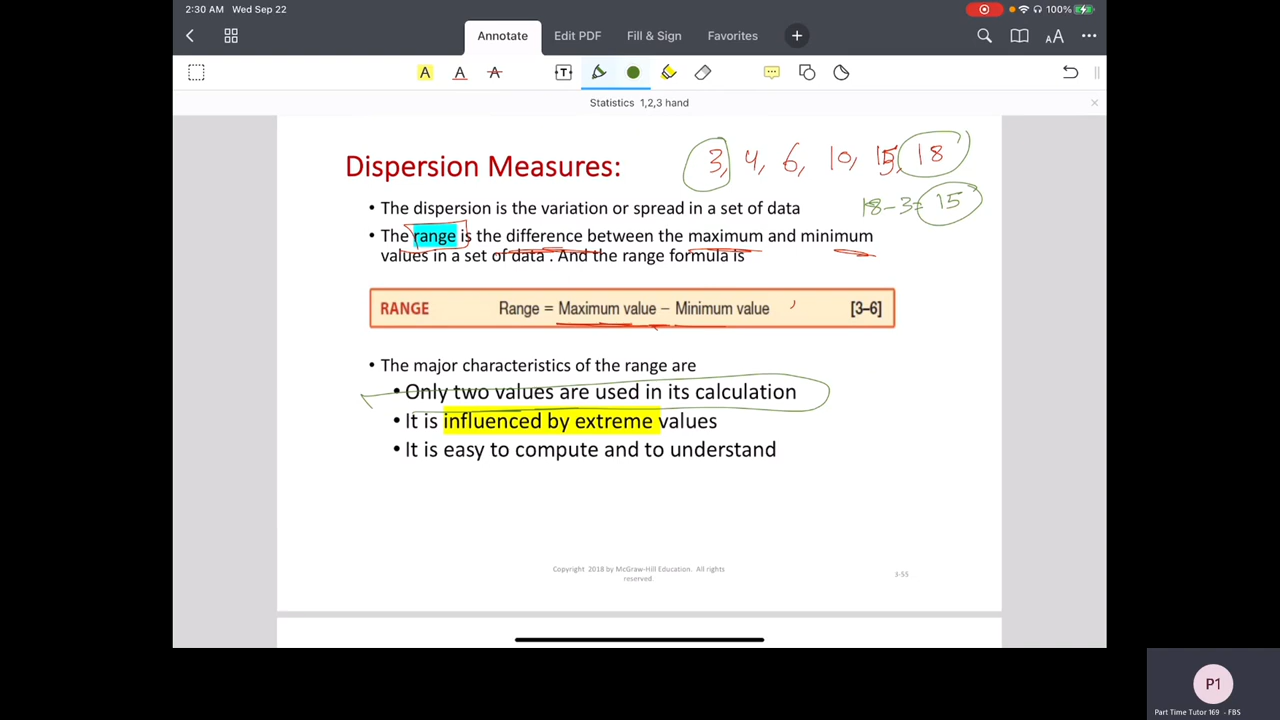 2:30 AM Wed Sep 22
100%
Annotate Edit PDF Fill & Sign Favorites
Statistics 1,2,3 hand
Dispersion Measures:
3, 4, 6, 10, 15, 18
18-3=15
• The dispersion is the variation or spread in a set of data
• The range is the difference between the maximum and minimum
values in a set of data . And the range formula is
RANGE Range = Maximum value – Minimum value [3–6]
• The major characteristics of the range are
• Only two values are used in its calculation
• It is influenced by extreme values
• It is easy to compute and to understand
Copyright 2018 by McGraw-Hill Education. All rights
reserved.
3-55
P1
Part Time Tutor 169 - FBS